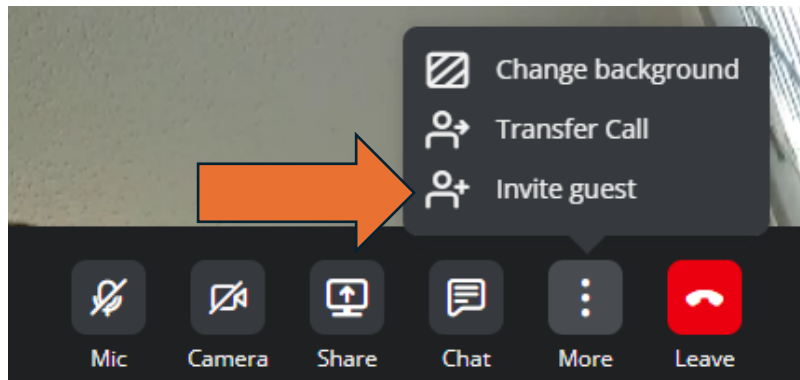 Change background
Transfer Call
Invite guest
Mic Camera Share Chat More Leave